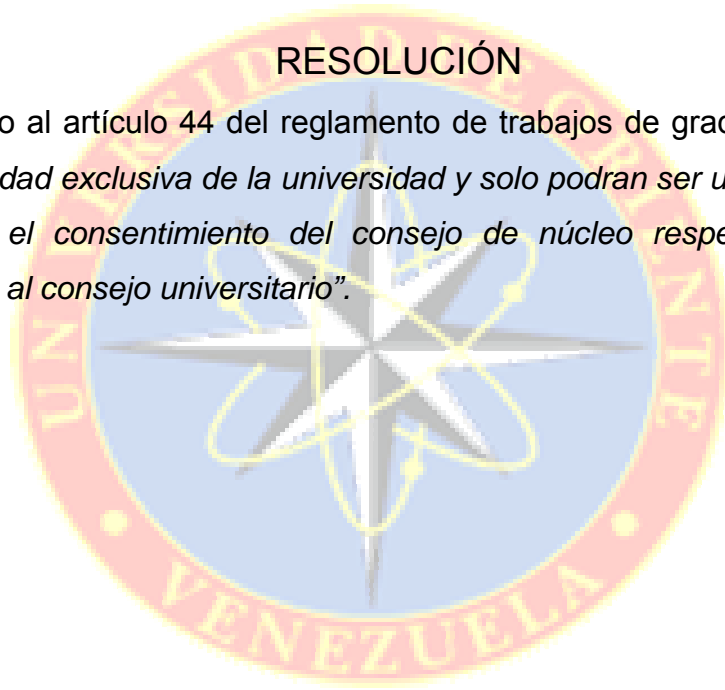 UNIVERSIDAD DE ORIENTE
RESOLUCIÓN
o al artículo 44 del reglamento de trabajos de grad
dad exclusiva de la universidad y solo podran ser u
el consentimiento del consejo de núcleo respe
al consejo universitario”.
VENEZUELA